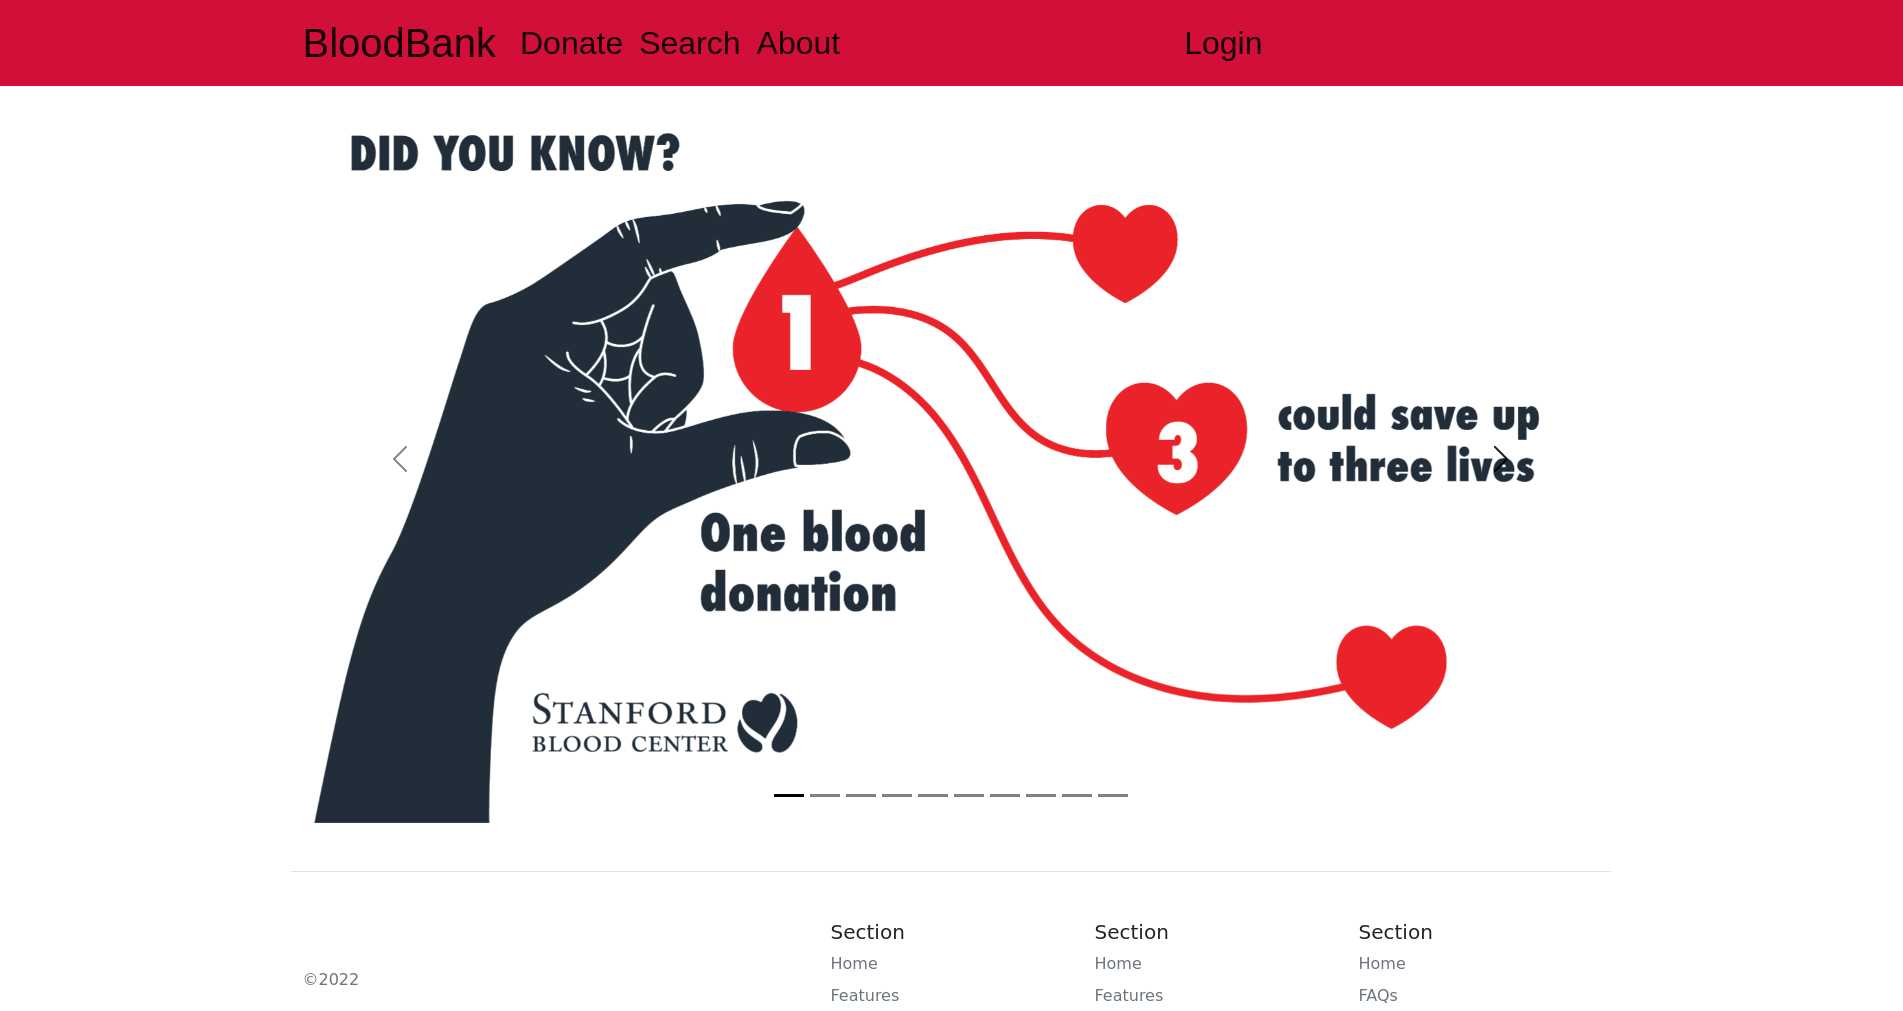 BloodBank Donate Search About Login
DID YOU KNOW?
1
3
could save up
to three lives
One blood
donation
STANFORD
BLOOD CENTER
Section Section Section
Home Home Home
©2022
Features Features FAQs